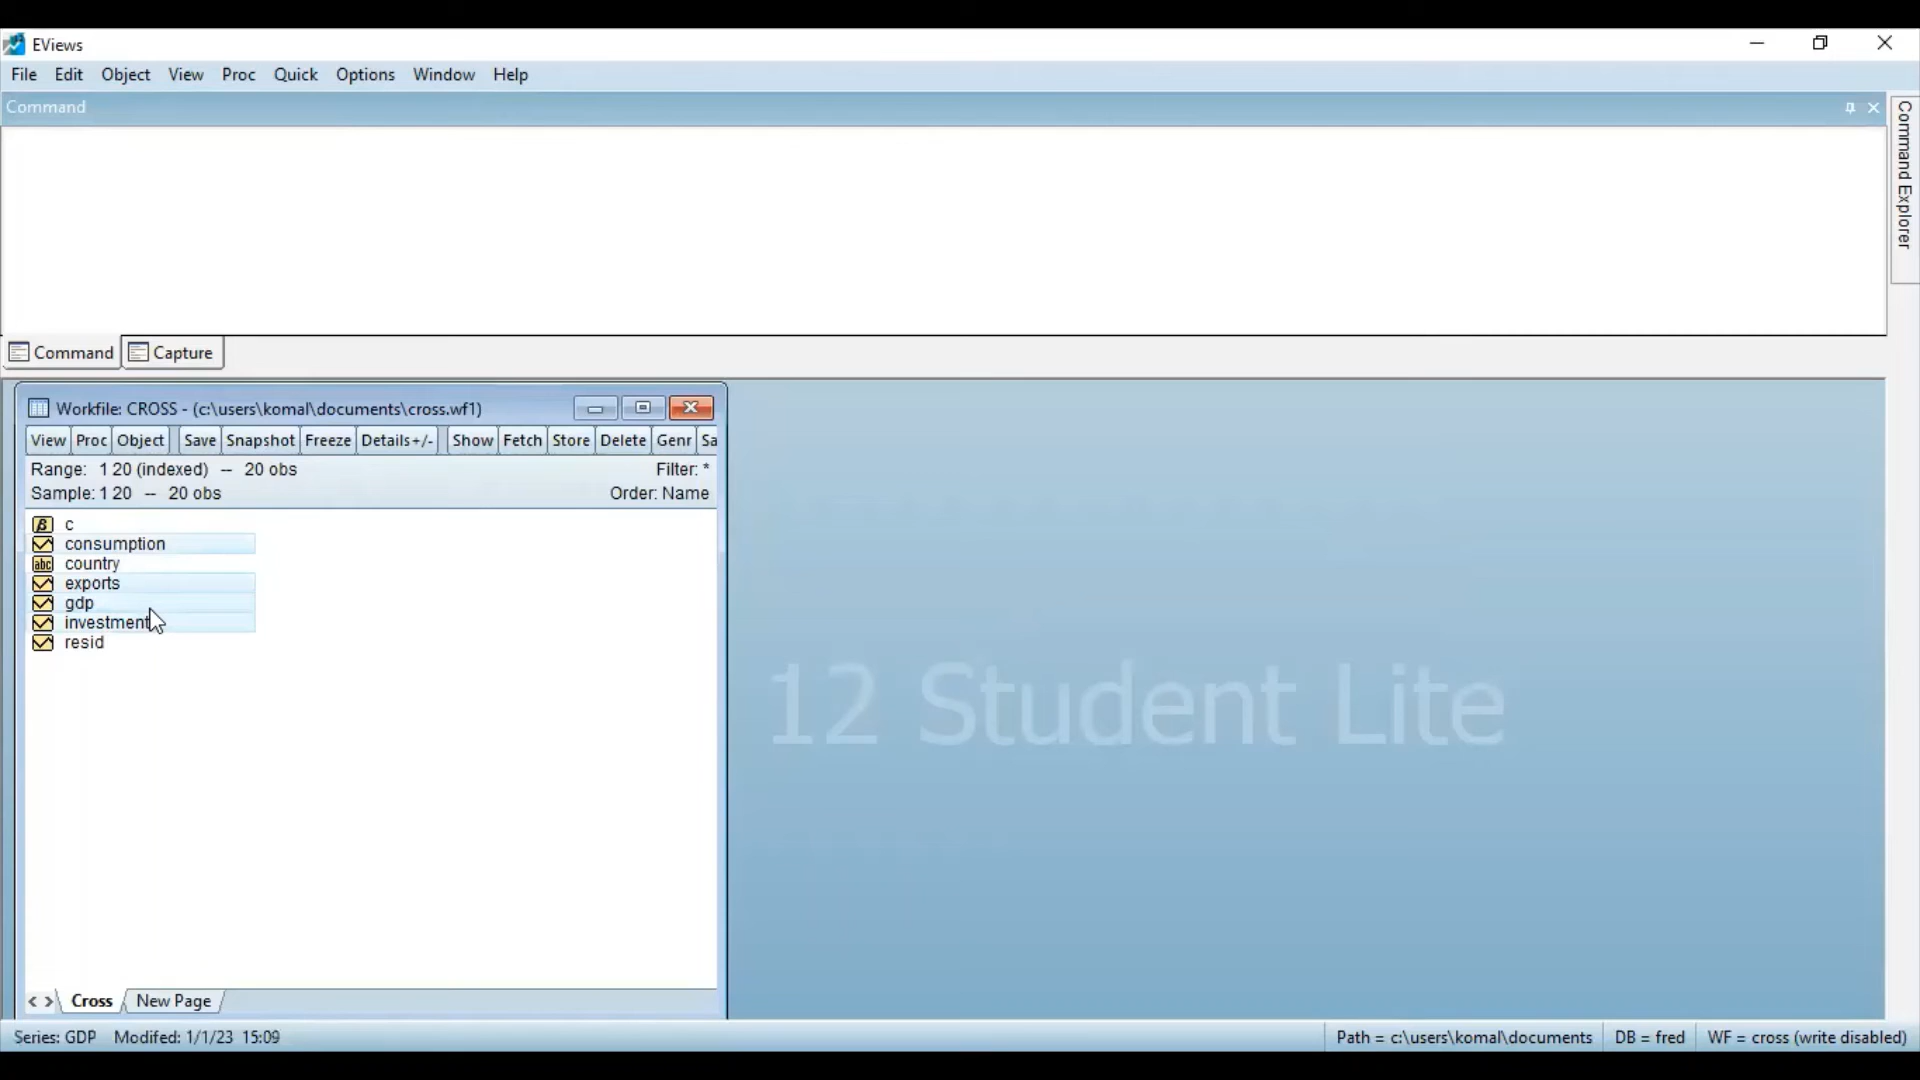 EViews
File Edit Object View Proc Quick Options Window Help
Command
Command Explorer
Command Capture
Workfile: CROSS - (c:\users\komal\documents\cross.wf1)
View Proc Object Save Snapshot Freeze Details+/- Show Fetch Store Delete Genr Sa
Range: 1 20 (indexed) -- 20 obs Filter: *
Sample: 1 20 -- 20 obs Order: Name
β c
consumption
abc country
exports
gdp
investment
resid
12 Student Lite
Cross New Page
Series: GDP Modifed: 1/1/23 15:09 Path = c:\users\komal\documents DB = fred WF = cross (write disabled)